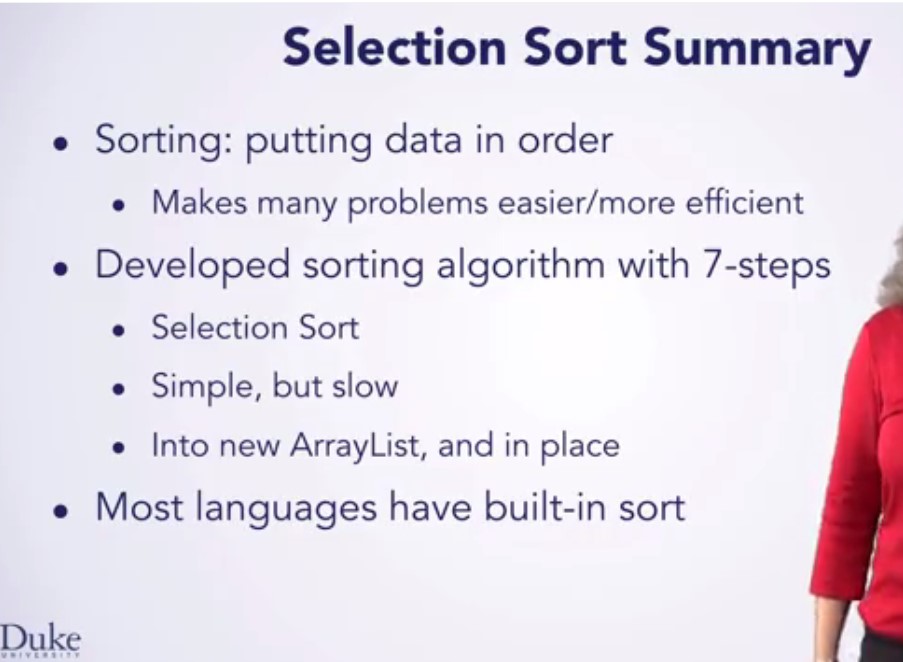 Selection Sort Summary
• Sorting: putting data in order
• Makes many problems easier/more efficient
• Developed sorting algorithm with 7-steps
• Selection Sort
• Simple, but slow
• Into new ArrayList, and in place
• Most languages have built-in sort
Duke
UNIVERSITY